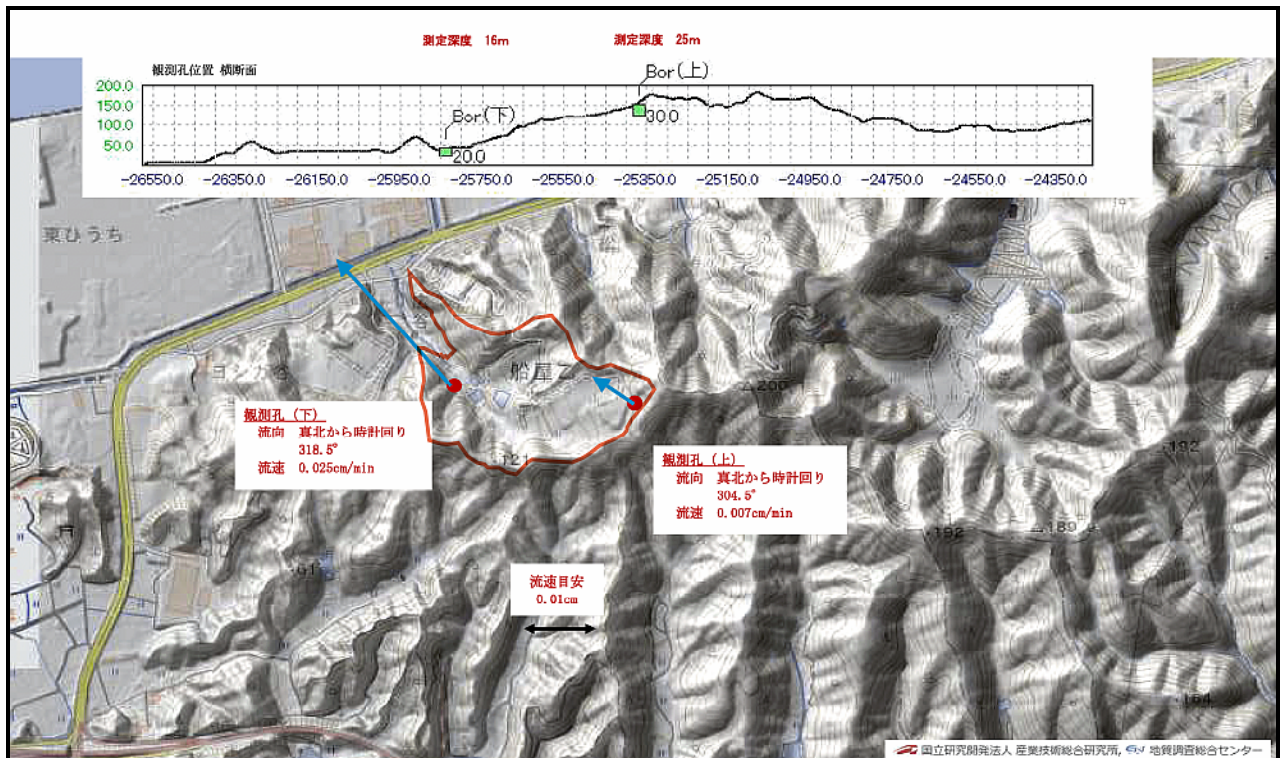 測定深度 16m
測定深度 25m
観測孔位置 横断面
Bor(上)
200.0
150.0
Bor(下)
30.0
100.0
50.0
20.0
-26550.0 -26350.0 -26150.0 -25950.0 -25750.0 -25550.0 -25350.0 -25150.0 -24950.0 -24750.0 -24550.0 -24350.0
東ひうち
谷
船屋乙
200
観測孔(下)
流向 真北から時計回り
318.5°
流速 0.025cm/min
121
192
観測孔(上)
流向 真北から時計回り
304.5°
流速 0.007cm/min
192
189
61
流速目安
0.01cm
164
国立研究開発法人 産業技術総合研究所, GSJ 地質調査総合センター